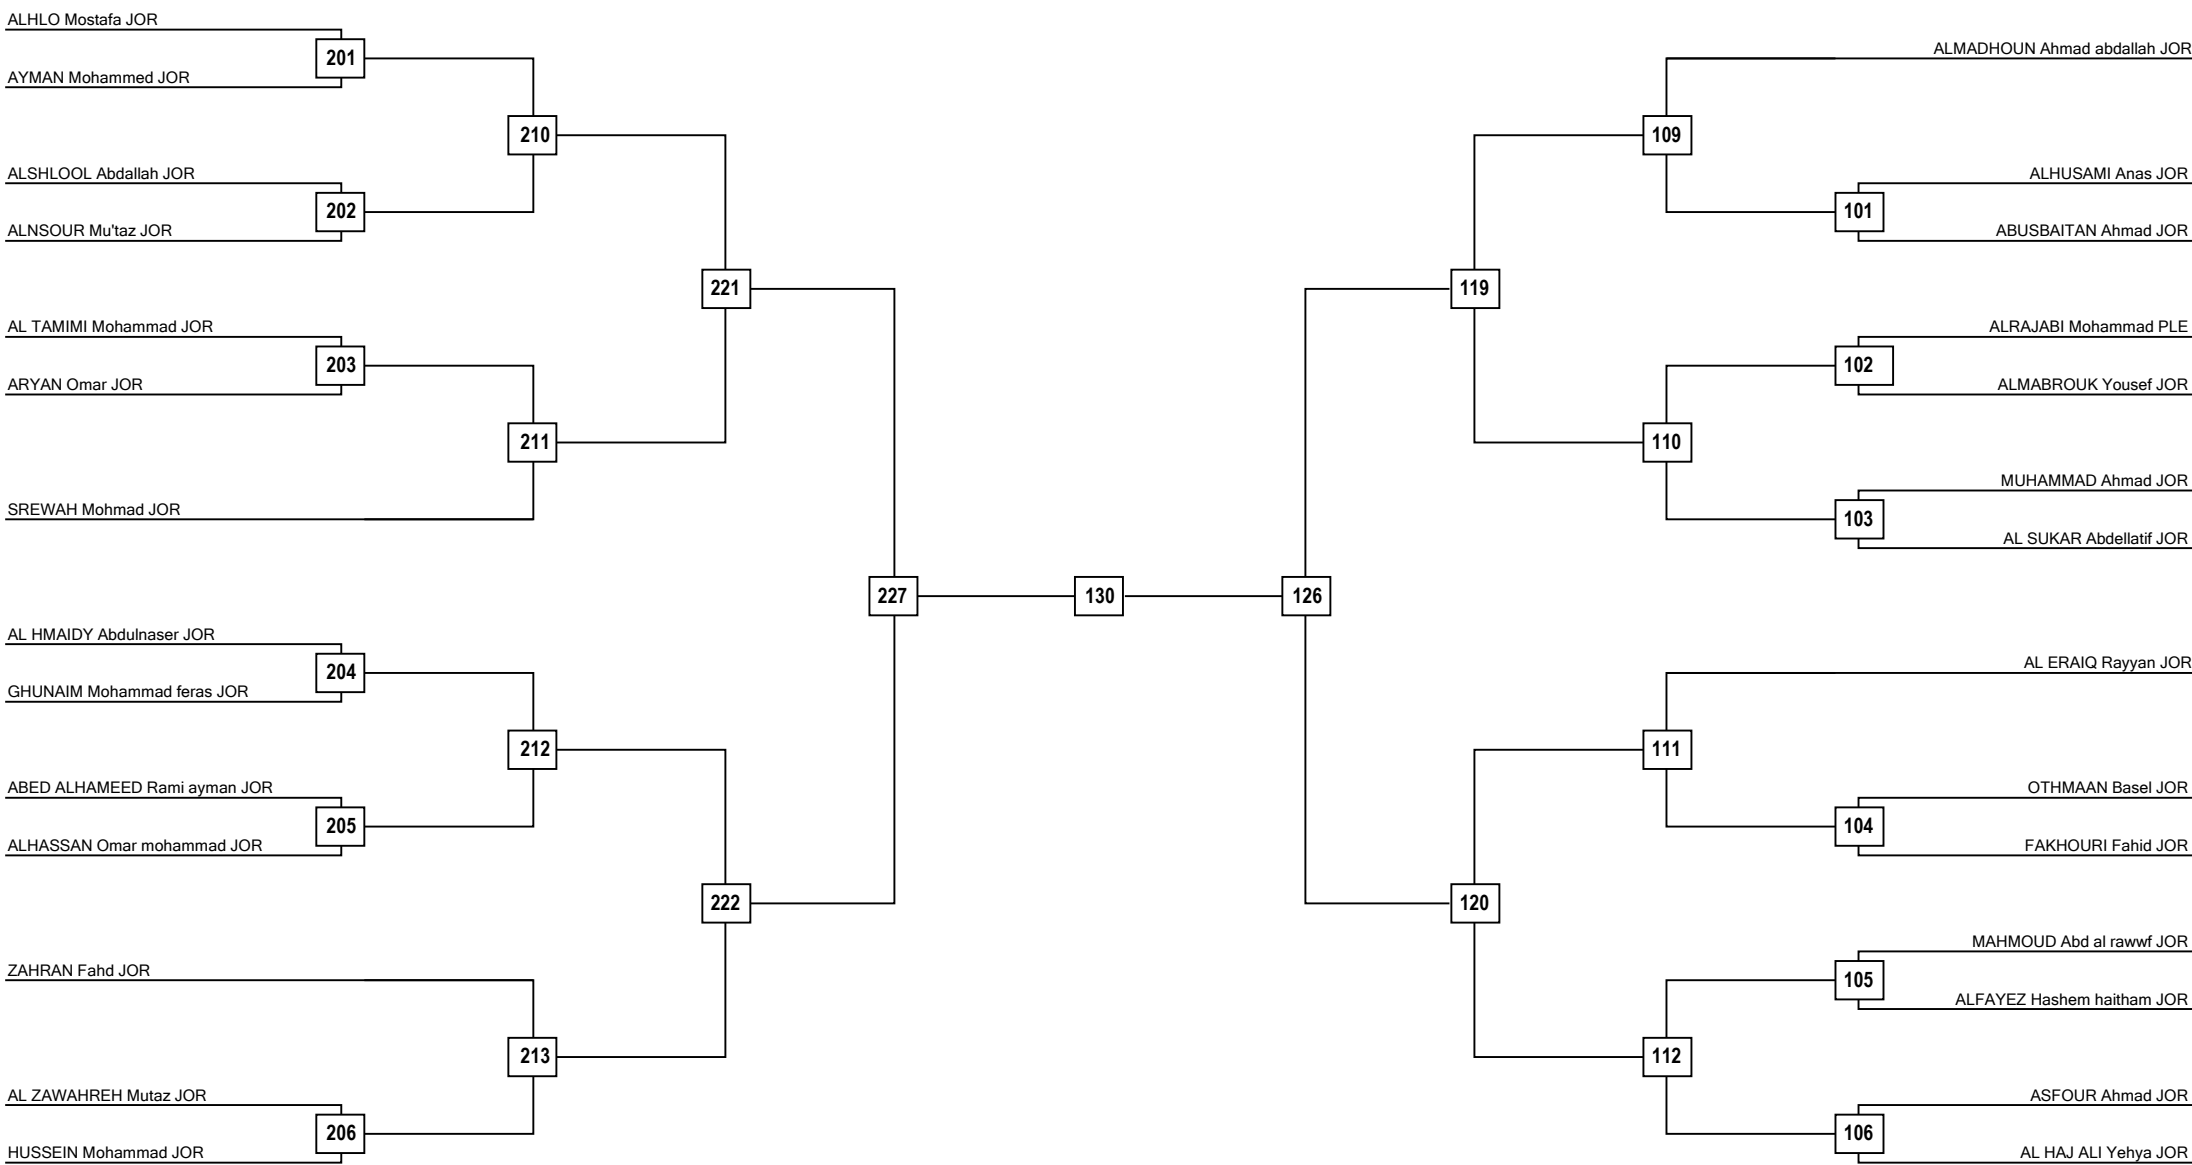 ALHLO Mostafa JOR
201
AYMAN Mohammed JOR
210
ALSHLOOL Abdallah JOR
202
ALNSOUR Mu'taz JOR
221
AL TAMIMI Mohammad JOR
203
ARYAN Omar JOR
211
SREWAH Mohmad JOR
227
AL HMAIDY Abdulnaser JOR
204
GHUNAIM Mohammad feras JOR
212
ABED ALHAMEED Rami ayman JOR
205
ALHASSAN Omar mohammad JOR
222
ZAHRAN Fahd JOR
213
AL ZAWAHREH Mutaz JOR
206
HUSSEIN Mohammad JOR
130
ALMADHOUN Ahmad abdallah JOR
109
ALHUSAMI Anas JOR
101
ABUSBAITAN Ahmad JOR
119
ALRAJABI Mohammad PLE
102
ALMABROUK Yousef JOR
110
MUHAMMAD Ahmad JOR
103
AL SUKAR Abdellatif JOR
126
AL ERAIQ Rayyan JOR
111
OTHMAAN Basel JOR
104
FAKHOURI Fahid JOR
120
MAHMOUD Abd al rawwf JOR
105
ALFAYEZ Hashem haitham JOR
112
ASFOUR Ahmad JOR
106
AL HAJ ALI Yehya JOR